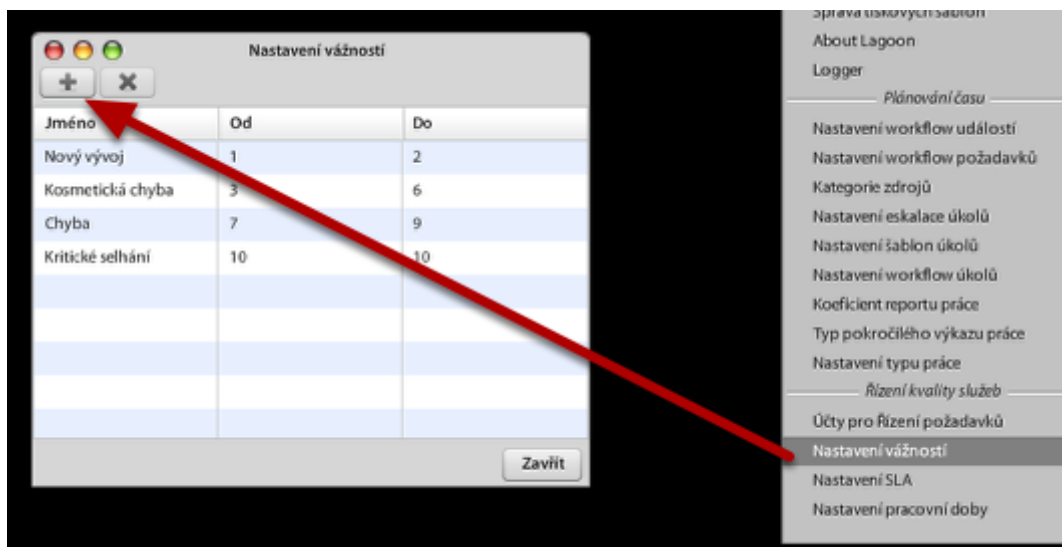 Nastavení vážností
Jméno Od Do
Nový vývoj 1 2
Kosmetická chyba 3 6
Chyba 7 9
Kritické selhání 10 10
Zavřít
Správa tiskových šablon
About Lagoon
Logger
Plánování času
Nastavení workflow událostí
Nastavení workflow požadavků
Kategorie zdrojů
Nastavení eskalace úkolů
Nastavení šablon úkolů
Nastavení workflow úkolů
Koeficient reportu práce
Typ pokročilého výkazu práce
Nastavení typu práce
Řízení kvality služeb
Účty pro Řízení požadavků
Nastavení vážností
Nastavení SLA
Nastavení pracovní doby